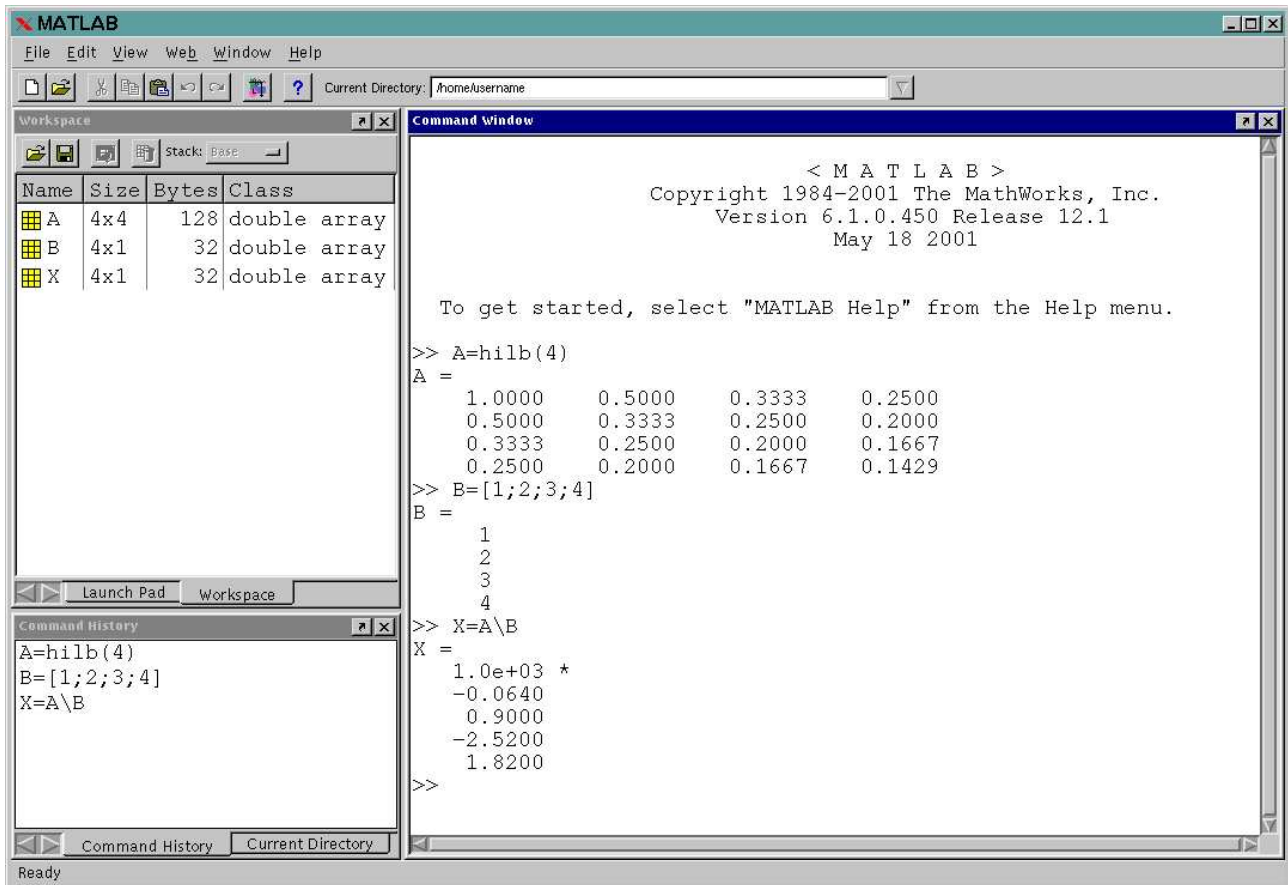 MATLAB
File Edit View Web Window Help
Current Directory: /home/username
Workspace
Stack: Base
Name Size Bytes Class
A 4x4 128 double array
B 4x1 32 double array
X 4x1 32 double array
Launch Pad Workspace
Command History
A=hilb(4)
B=[1;2;3;4]
X=A\B
Command History Current Directory
Command Window
< M A T L A B >
Copyright 1984-2001 The MathWorks, Inc.
Version 6.1.0.450 Release 12.1
May 18 2001
To get started, select "MATLAB Help" from the Help menu.
>> A=hilb(4)
A =
1.0000 0.5000 0.3333 0.2500
0.5000 0.3333 0.2500 0.2000
0.3333 0.2500 0.2000 0.1667
0.2500 0.2000 0.1667 0.1429
>> B=[1;2;3;4]
B =
1
2
3
4
>> X=A\B
X =
1.0e+03 *
-0.0640
0.9000
-2.5200
1.8200
>>
Ready